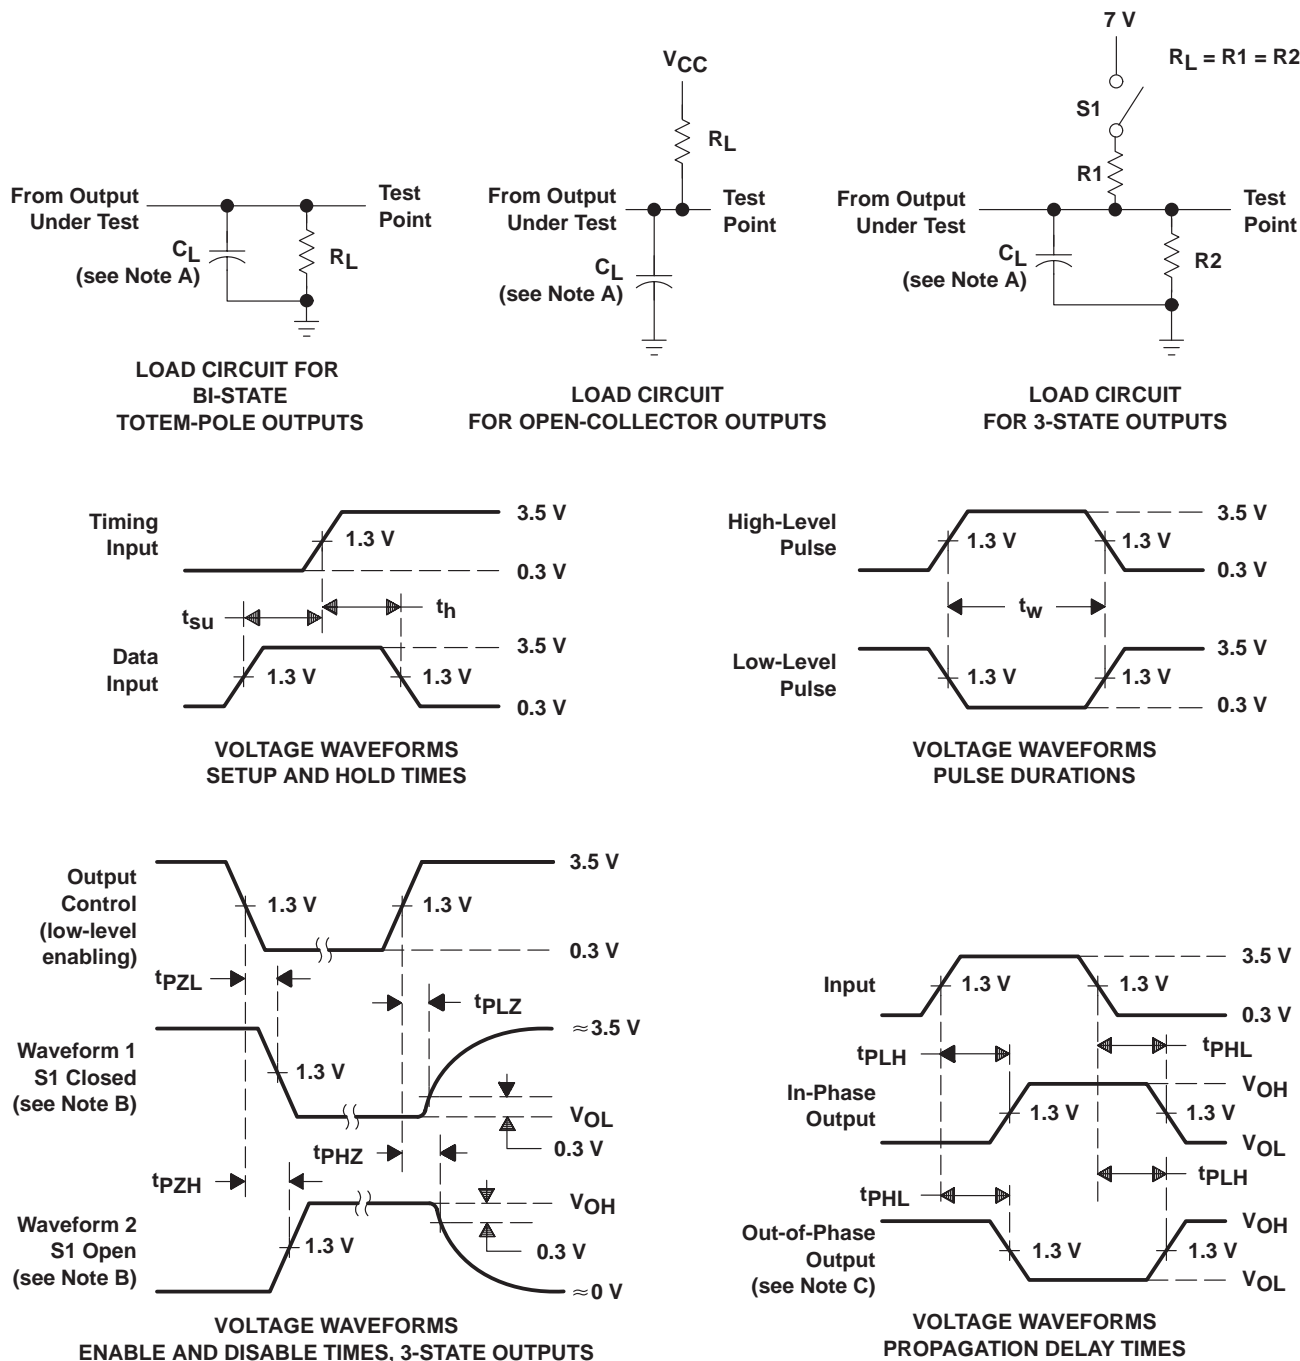 From Output
Under Test
Test
Point
CL
(see Note A)
RL
LOAD CIRCUIT FOR
BI-STATE
TOTEM-POLE OUTPUTS
VCC
RL
From Output
Under Test
Test
Point
CL
(see Note A)
LOAD CIRCUIT
FOR OPEN-COLLECTOR OUTPUTS
7 V
RL = R1 = R2
S1
R1
From Output
Under Test
Test
Point
CL
(see Note A)
R2
LOAD CIRCUIT
FOR 3-STATE OUTPUTS
Timing
Input
1.3 V
3.5 V
0.3 V
tsu
th
Data
Input
1.3 V
1.3 V
3.5 V
0.3 V
VOLTAGE WAVEFORMS
SETUP AND HOLD TIMES
High-Level
Pulse
1.3 V
1.3 V
3.5 V
0.3 V
tw
Low-Level
Pulse
1.3 V
1.3 V
3.5 V
0.3 V
VOLTAGE WAVEFORMS
PULSE DURATIONS
Output
Control
(low-level
enabling)
1.3 V
1.3 V
3.5 V
0.3 V
tPZL
tPLZ
Waveform 1
S1 Closed
(see Note B)
1.3 V
≈3.5 V
VOL
0.3 V
tPZH
tPHZ
Waveform 2
S1 Open
(see Note B)
1.3 V
VOH
0.3 V
≈0 V
VOLTAGE WAVEFORMS
ENABLE AND DISABLE TIMES, 3-STATE OUTPUTS
Input
1.3 V
1.3 V
3.5 V
0.3 V
tPLH
tPHL
In-Phase
Output
1.3 V
1.3 V
VOH
VOL
tPHL
tPLH
Out-of-Phase
Output
(see Note C)
1.3 V
1.3 V
VOH
VOL
VOLTAGE WAVEFORMS
PROPAGATION DELAY TIMES